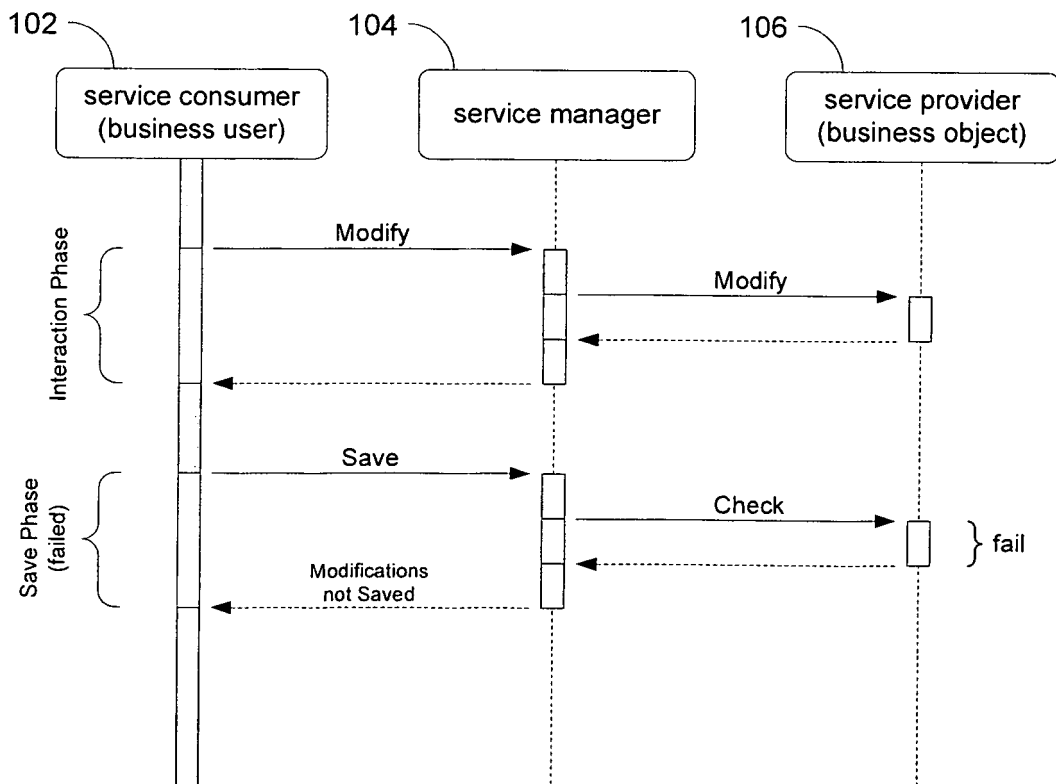 102
104
106
service consumer
(business user)
service manager
service provider
(business object)
Interaction Phase
Modify
Modify
Save Phase
(failed)
Save
Check
fail
Modifications
not Saved